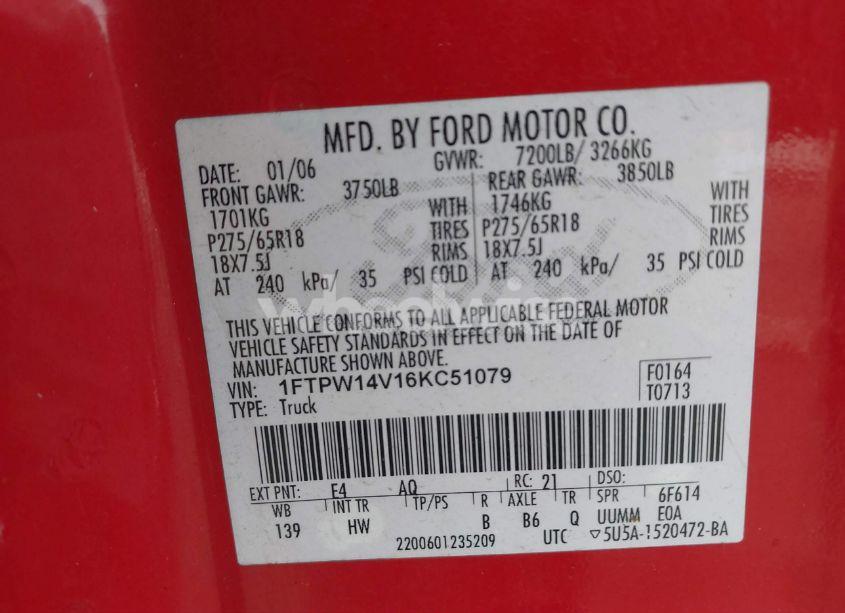 MFD. BY FORD MOTOR CO.
DATE: 01/06 GVWR: 7200LB/ 3266KG
FRONT GAWR: 3750LB REAR GAWR: 3850LB
1701KG WITH 1746KG WITH
P275/65R18 TIRES P275/65R18 TIRES
18X7.5J RIMS 18X7.5J RIMS
AT 240 kPa/ 35 PSI COLD AT 240 kPa/ 35 PSI COLD
THIS VEHICLE CONFORMS TO ALL APPLICABLE FEDERAL MOTOR
VEHICLE SAFETY STANDARDS IN EFFECT ON THE DATE OF
MANUFACTURE SHOWN ABOVE.
VIN: 1FTPW14V16KC51079 F0164
TYPE: Truck T0713
EXT PNT: E4 AQ RC: 21 DSO:
WB INT TR TP/PS R AXLE TR SPR 6F614
139 HW B B6 Q UUMM EOA
2200601235209 UTC ▽5U5A-1520472-BA